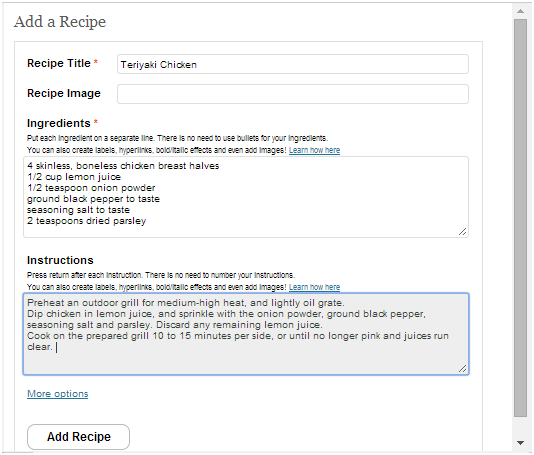 Add a Recipe
Recipe Title *
Teriyaki Chicken
Recipe Image
Ingredients *
Put each ingredient on a separate line. There is no need to use bullets for your ingredients.
You can also create labels, hyperlinks, bold/italic effects and even add images! Learn how here
4 skinless, boneless chicken breast halves
1/2 cup lemon juice
1/2 teaspoon onion powder
ground black pepper to taste
seasoning salt to taste
2 teaspoons dried parsley
Instructions
Press return after each instruction. There is no need to number your instructions.
You can also create labels, hyperlinks, bold/italic effects and even add images! Learn how here
Preheat an outdoor grill for medium-high heat, and lightly oil grate.
Dip chicken in lemon juice, and sprinkle with the onion powder, ground black pepper,
seasoning salt and parsley. Discard any remaining lemon juice.
Cook on the prepared grill 10 to 15 minutes per side, or until no longer pink and juices run
clear.
More options
Add Recipe